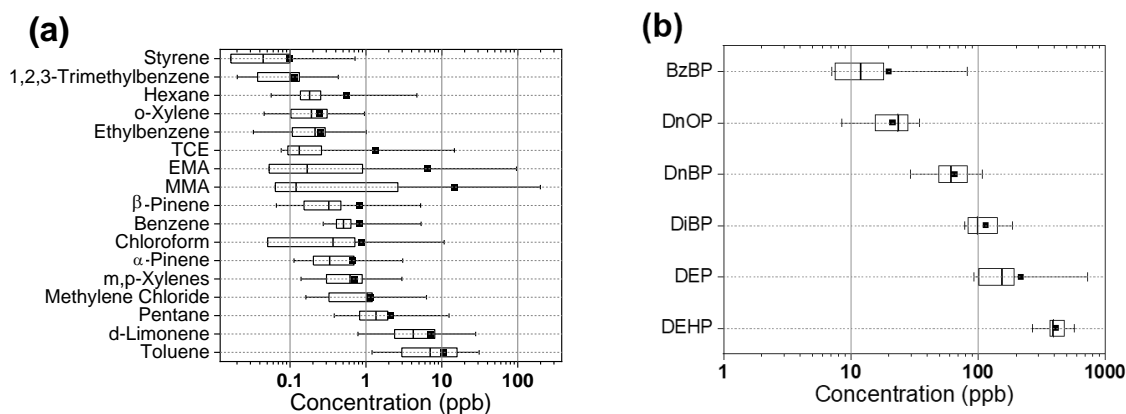 (a)
Styrene
1,2,3-Trimethylbenzene
Hexane
o-Xylene
Ethylbenzene
TCE
EMA
MMA
β-Pinene
Benzene
Chloroform
α-Pinene
m,p-Xylenes
Methylene Chloride
Pentane
d-Limonene
Toluene
0.1 1 10 100
Concentration (ppb)
(b)
BzBP
DnOP
DnBP
DiBP
DEP
DEHP
1 10 100 1000
Concentration (ppb)